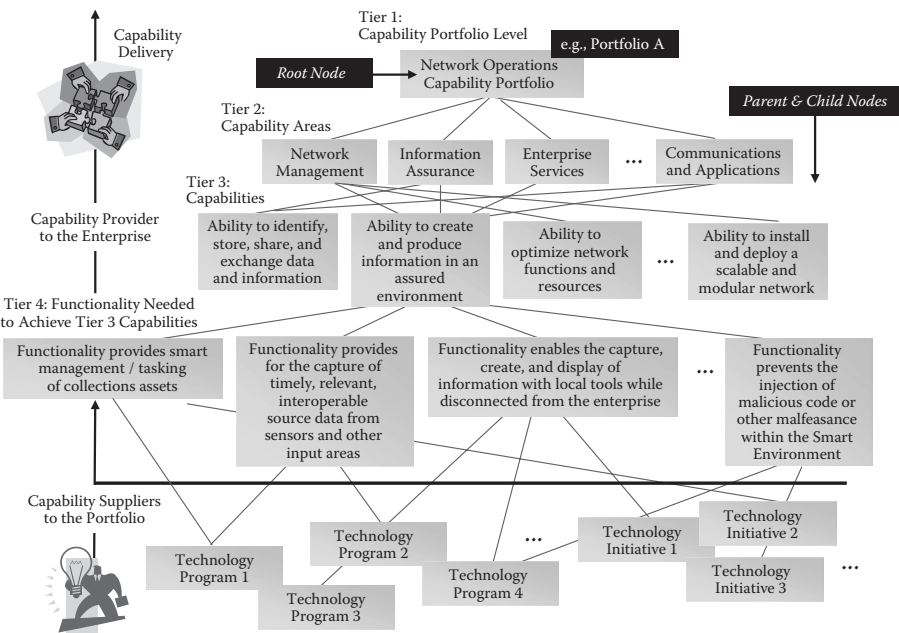 Tier 1:
Capability Portfolio Level
e.g., Portfolio A
Capability
Delivery
Root Node
Network Operations
Capability Portfolio
Parent & Child Nodes
Tier 2:
Capability Areas
Network
Management
Information
Assurance
Enterprise
Services
...
Communications
and Applications
Tier 3:
Capabilities
Capability Provider
to the Enterprise
Ability to identify,
store, share, and
exchange data
and information
Ability to create
and produce
information in an
assured
environment
Ability to
optimize network
functions and
resources
...
Ability to install
and deploy a
scalable and
modular network
Tier 4: Functionality Needed
to Achieve Tier 3 Capabilities
Functionality provides smart
management / tasking
of collections assets
Functionality provides
for the capture of
timely, relevant,
interoperable
source data from
sensors and other
input areas
Functionality enables the capture,
create, and display of
information with local tools while
disconnected from the enterprise
...
Functionality
prevents the
injection of
malicious code or
other malfeasance
within the Smart
Environment
Capability Suppliers
to the Portfolio
Technology
Program 1
Technology
Program 2
Technology
Program 3
Technology
Program 4
...
Technology
Initiative 1
Technology
Initiative 2
Technology
Initiative 3
...